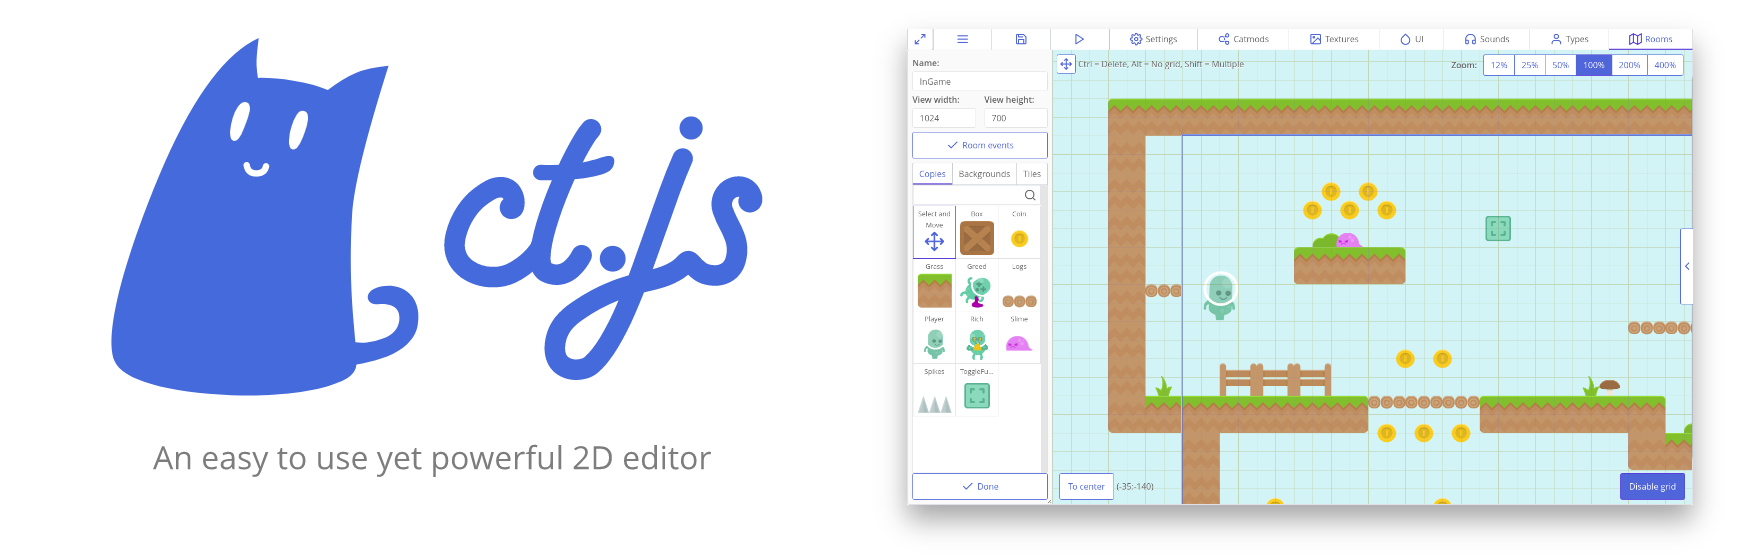 ct.js
An easy to use yet powerful 2D editor
Settings
Catmods
Textures
UI
Sounds
Types
Rooms
Name:
InGame
View width:
View height:
1024
700
Room events
Copies
Backgrounds
Tiles
Select and
Move
Box
Coin
Grass
Greed
Logs
Player
Rich
Slime
Spikes
ToggleFu...
Done
Ctrl = Delete, Alt = No grid, Shift = Multiple
Zoom:
12%
25%
50%
100%
200%
400%
To center
(-35:-140)
Disable grid